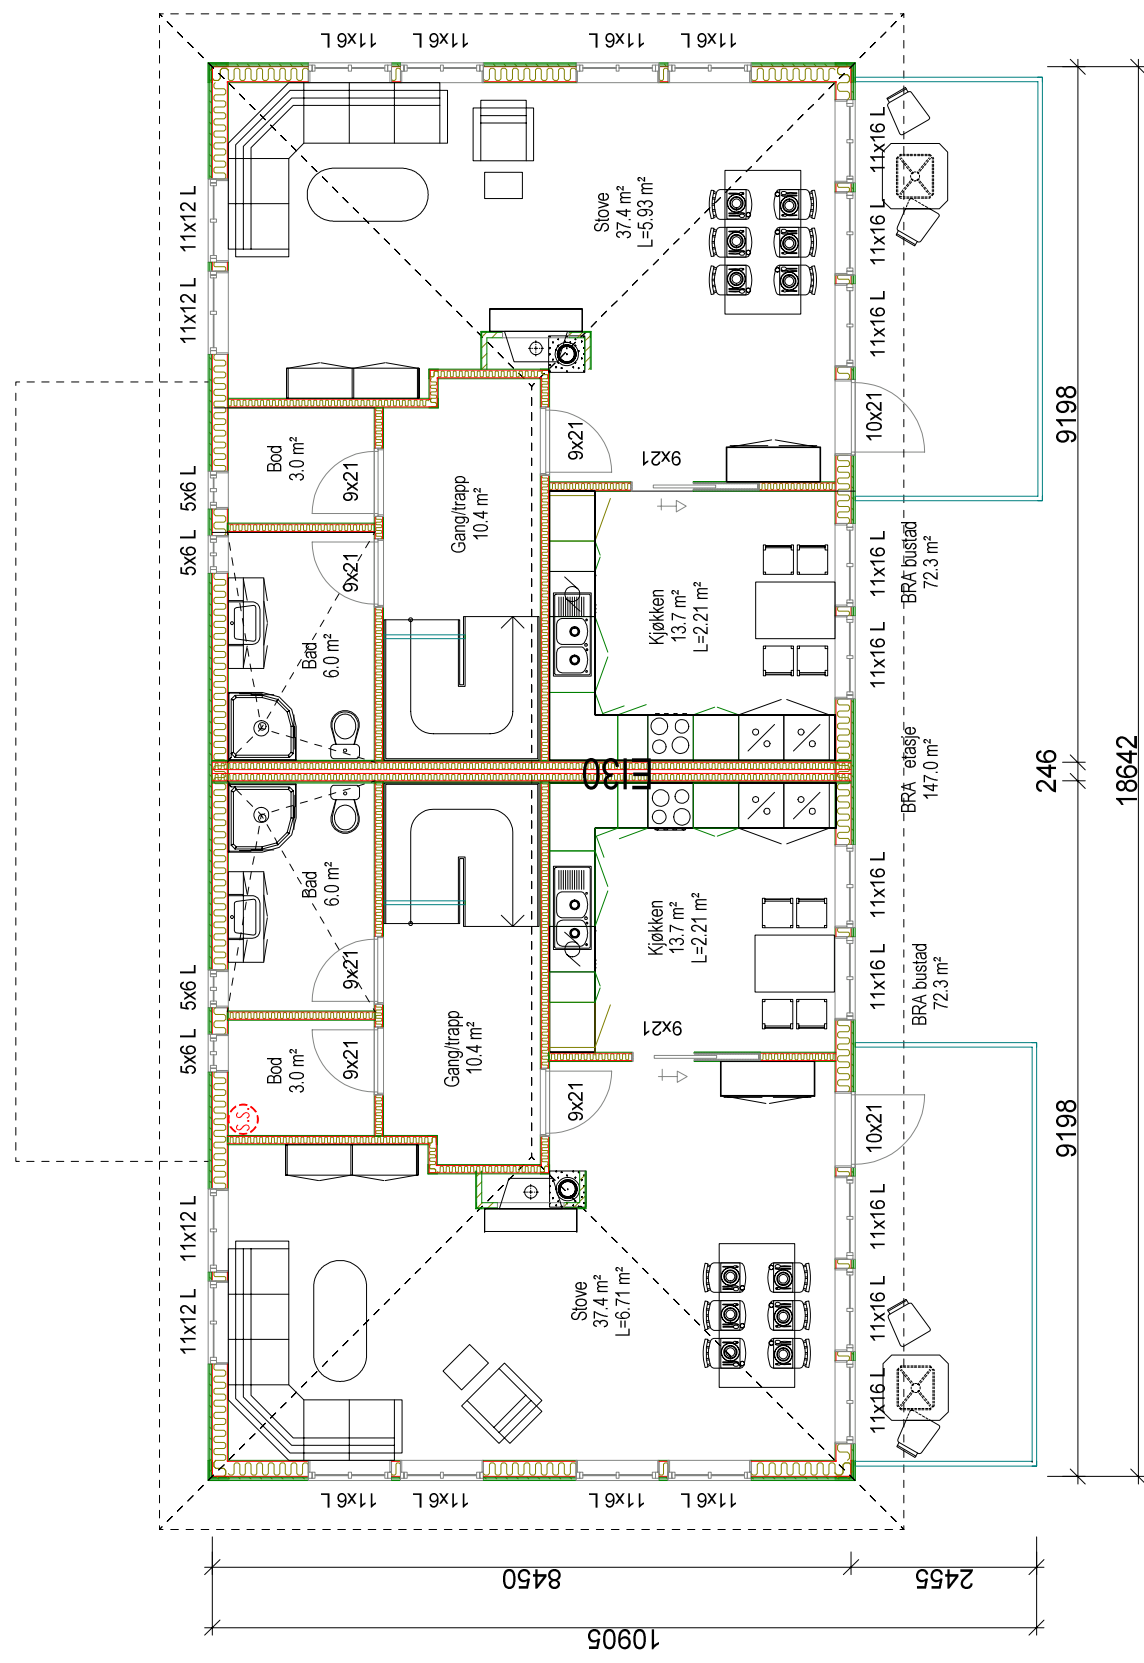 11x6 L
11x6 L
11x6 L
11x6 L
11x12 L
11x12 L
Stove
37.4 m²
L=5.93 m²
11x16 L
11x16 L
11x16 L
10x21
9198
Bod
3.0 m²
9x21
5x6 L
5x6 L
9x21
9x21
Gang/trapp
10.4 m²
9x21
Bad
6.0 m²
Kjøkken
13.7 m²
L=2.21 m²
11x16 L
11x16 L
BRA bustad
72.3 m²
EI30
BRA etasje
147.0 m²
246
18642
Bad
6.0 m²
9x21
5x6 L
5x6 L
Kjøkken
13.7 m²
L=2.21 m²
11x16 L
11x16 L
BRA bustad
72.3 m²
Bod
3.0 m²
9x21
S.S.
Gang/trapp
10.4 m²
9x21
9x21
10x21
9198
11x12 L
11x12 L
Stove
37.4 m²
L=6.71 m²
11x16 L
11x16 L
11x16 L
11x6 L
11x6 L
11x6 L
11x6 L
8450
2455
10905